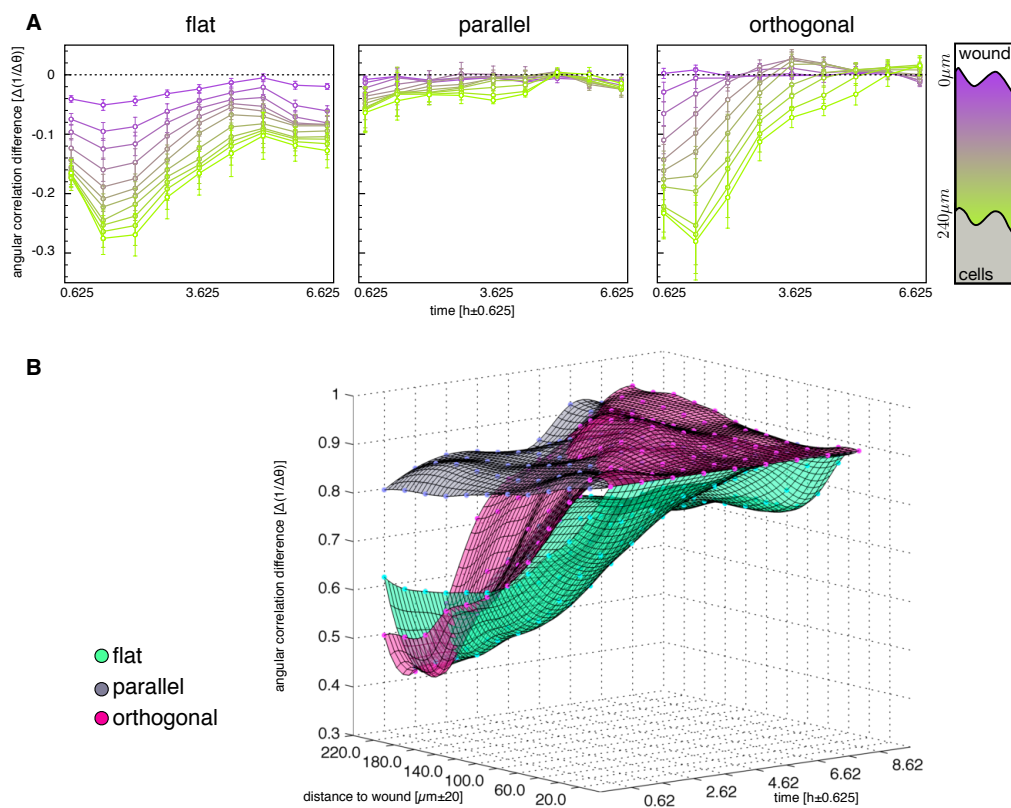 A
flat
parallel
orthogonal
angular correlation difference [Δ(1/Δθ)]
0
-0.1
-0.2
-0.3
0.625
3.625
6.625
0.625
3.625
6.625
0.625
3.625
6.625
time [h±0.625]
wound
0μm
240μm
cells
B
angular correlation difference [Δ(1/Δθ)]
1
0.9
0.8
0.7
0.6
0.5
0.4
0.3
flat
parallel
orthogonal
220.0
180.0
140.0
100.0
60.0
20.0
distance to wound [μm±20]
0.62
2.62
4.62
6.62
8.62
time [h±0.625]